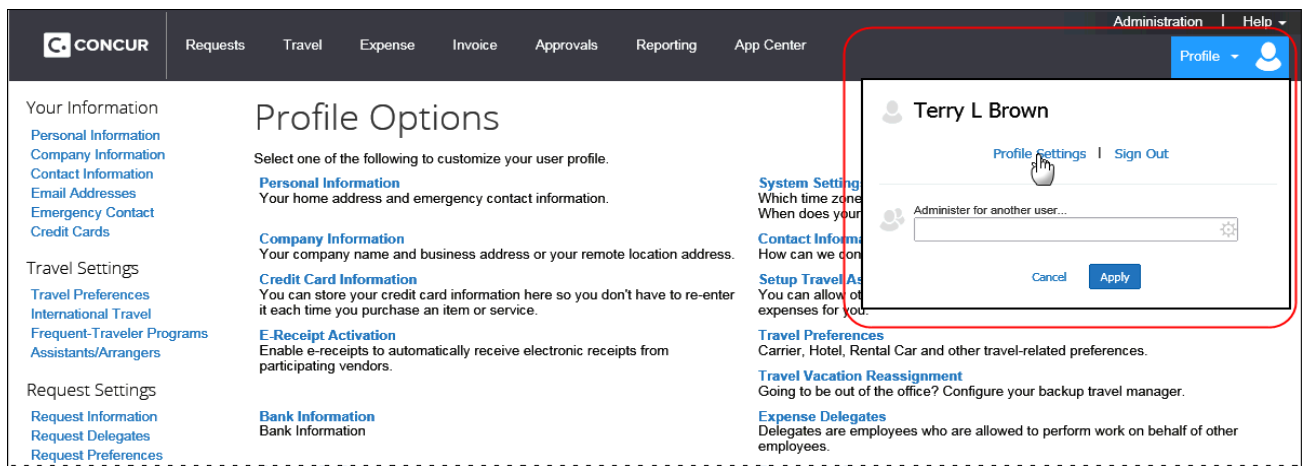 Administration | Help
C. CONCUR Requests Travel Expense Invoice Approvals Reporting App Center
Profile
Your Information
Personal Information
Company Information
Contact Information
Email Addresses
Emergency Contact
Credit Cards
Travel Settings
Travel Preferences
International Travel
Frequent-Traveler Programs
Assistants/Arrangers
Request Settings
Request Information
Request Delegates
Request Preferences
Profile Options
Select one of the following to customize your user profile.
Personal Information
Your home address and emergency contact information.
Company Information
Your company name and business address or your remote location address.
Credit Card Information
You can store your credit card information here so you don't have to re-enter
it each time you purchase an item or service.
E-Receipt Activation
Enable e-receipts to automatically receive electronic receipts from
participating vendors.
Bank Information
Bank Information
System Setting
Which time zone
When does your
Contact Informa
How can we con
Setup Travel As
You can allow ot
expenses for you.
Travel Preferences
Carrier, Hotel, Rental Car and other travel-related preferences.
Travel Vacation Reassignment
Going to be out of the office? Configure your backup travel manager.
Expense Delegates
Delegates are employees who are allowed to perform work on behalf of other
employees.
Terry L Brown
Profile Settings | Sign Out
Administer for another user...
Cancel Apply